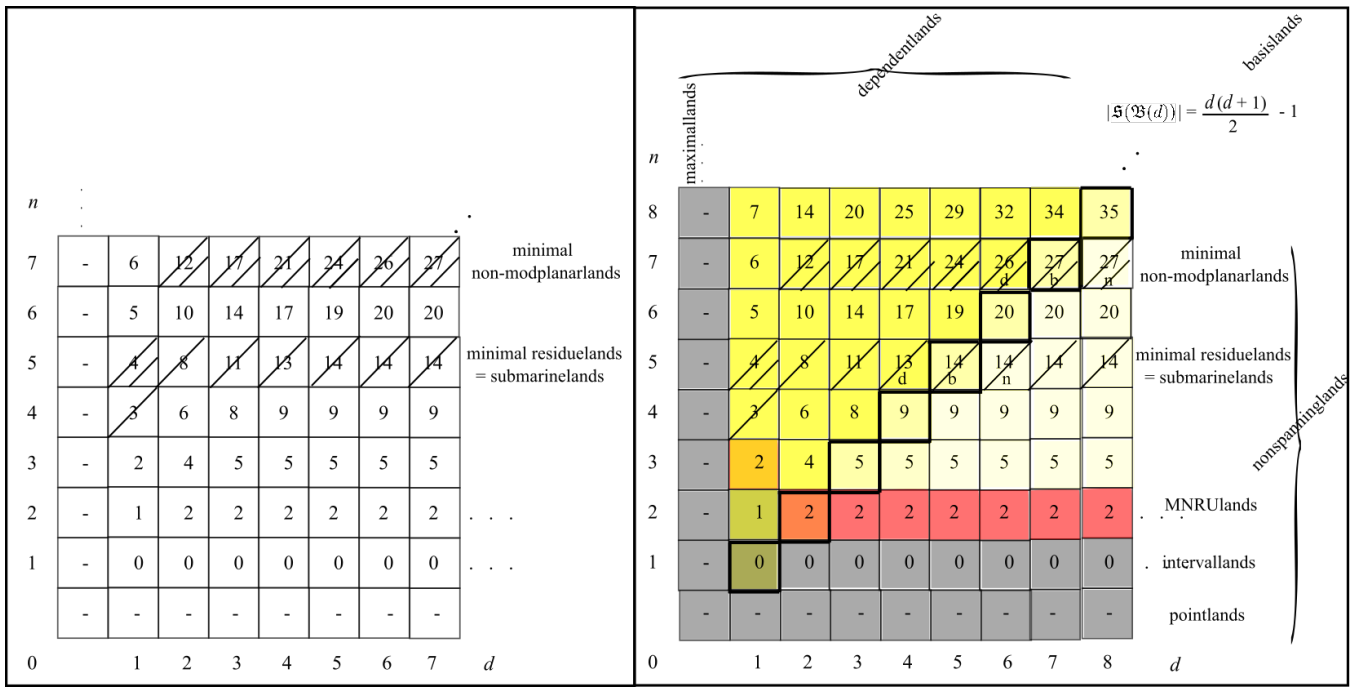 n
7 - 6 12 17 21 24 26 27 minimal
non-modplanarlands
6 - 5 10 14 17 19 20 20
5 - 4 8 11 13 14 14 14 minimal residuelands
= submarinelands
4 - 3 6 8 9 9 9 9
3 - 2 4 5 5 5 5 5
2 - 1 2 2 2 2 2 2 . . .
1 - 0 0 0 0 0 0 0 . . .
- - - - - - - -
0 1 2 3 4 5 6 7 d
dependentlands
basislands
maximallands
|𝔖(𝔅(d))| = d(d + 1) / 2 - 1
n
8 - 7 14 20 25 29 32 34 35
7 - 6 12 17 21 24 26 27 27 minimal
d b n non-modplanarlands
6 - 5 10 14 17 19 20 20 20
5 - 4 8 11 13 14 14 14 14 minimal residuelands
d b n = submarinelands
4 - 3 6 8 9 9 9 9 9
nonspanninglands
3 - 2 4 5 5 5 5 5 5
2 - 1 2 2 2 2 2 2 2 . . . MNRUlands
1 - 0 0 0 0 0 0 0 0 . . intervallands
- - - - - - - - - pointlands
0 1 2 3 4 5 6 7 8 d